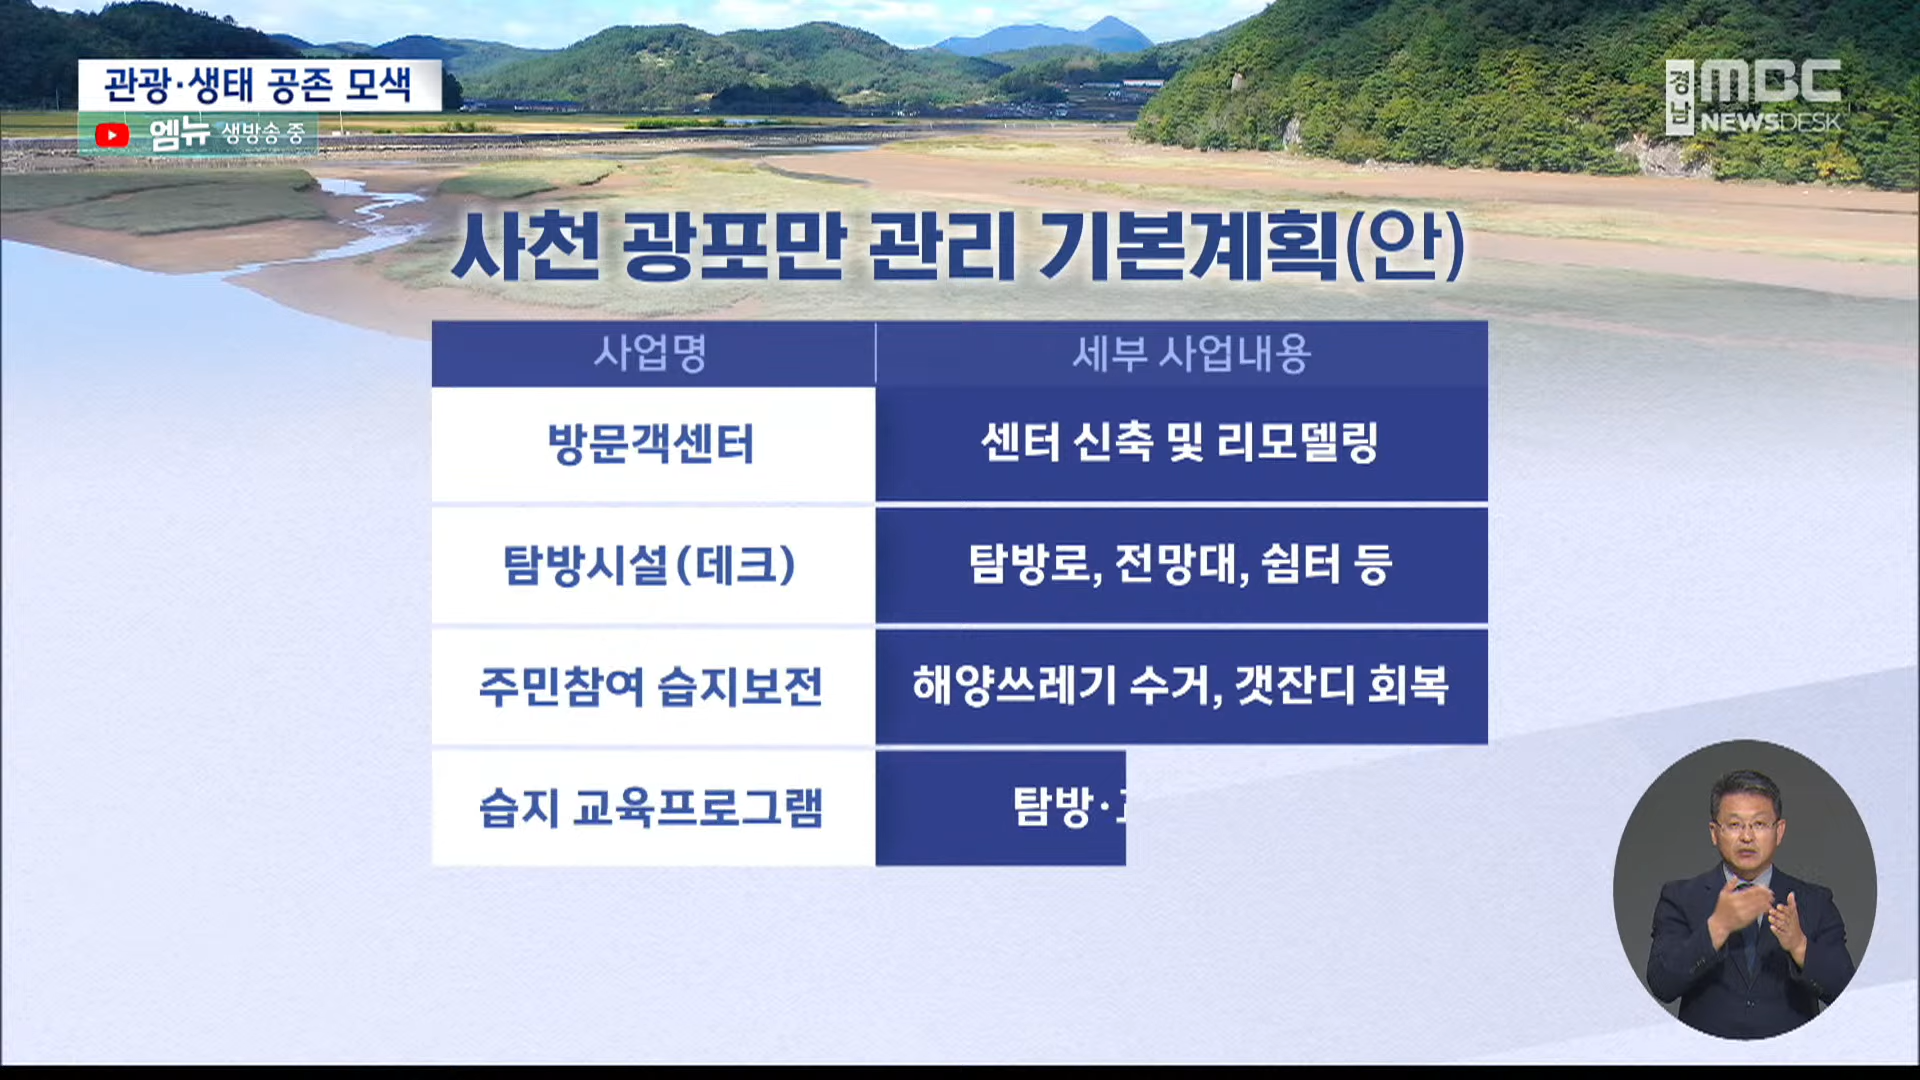 관광·생태 공존 모색
엠뉴 생방송 중
경남 MBC
NEWSDESK
사천 광포만 관리 기본계획(안)
사업명 세부 사업내용
방문객센터 센터 신축 및 리모델링
탐방시설(데크) 탐방로, 전망대, 쉼터 등
주민참여 습지보전 해양쓰레기 수거, 갯잔디 회복
습지 교육프로그램 탐방·